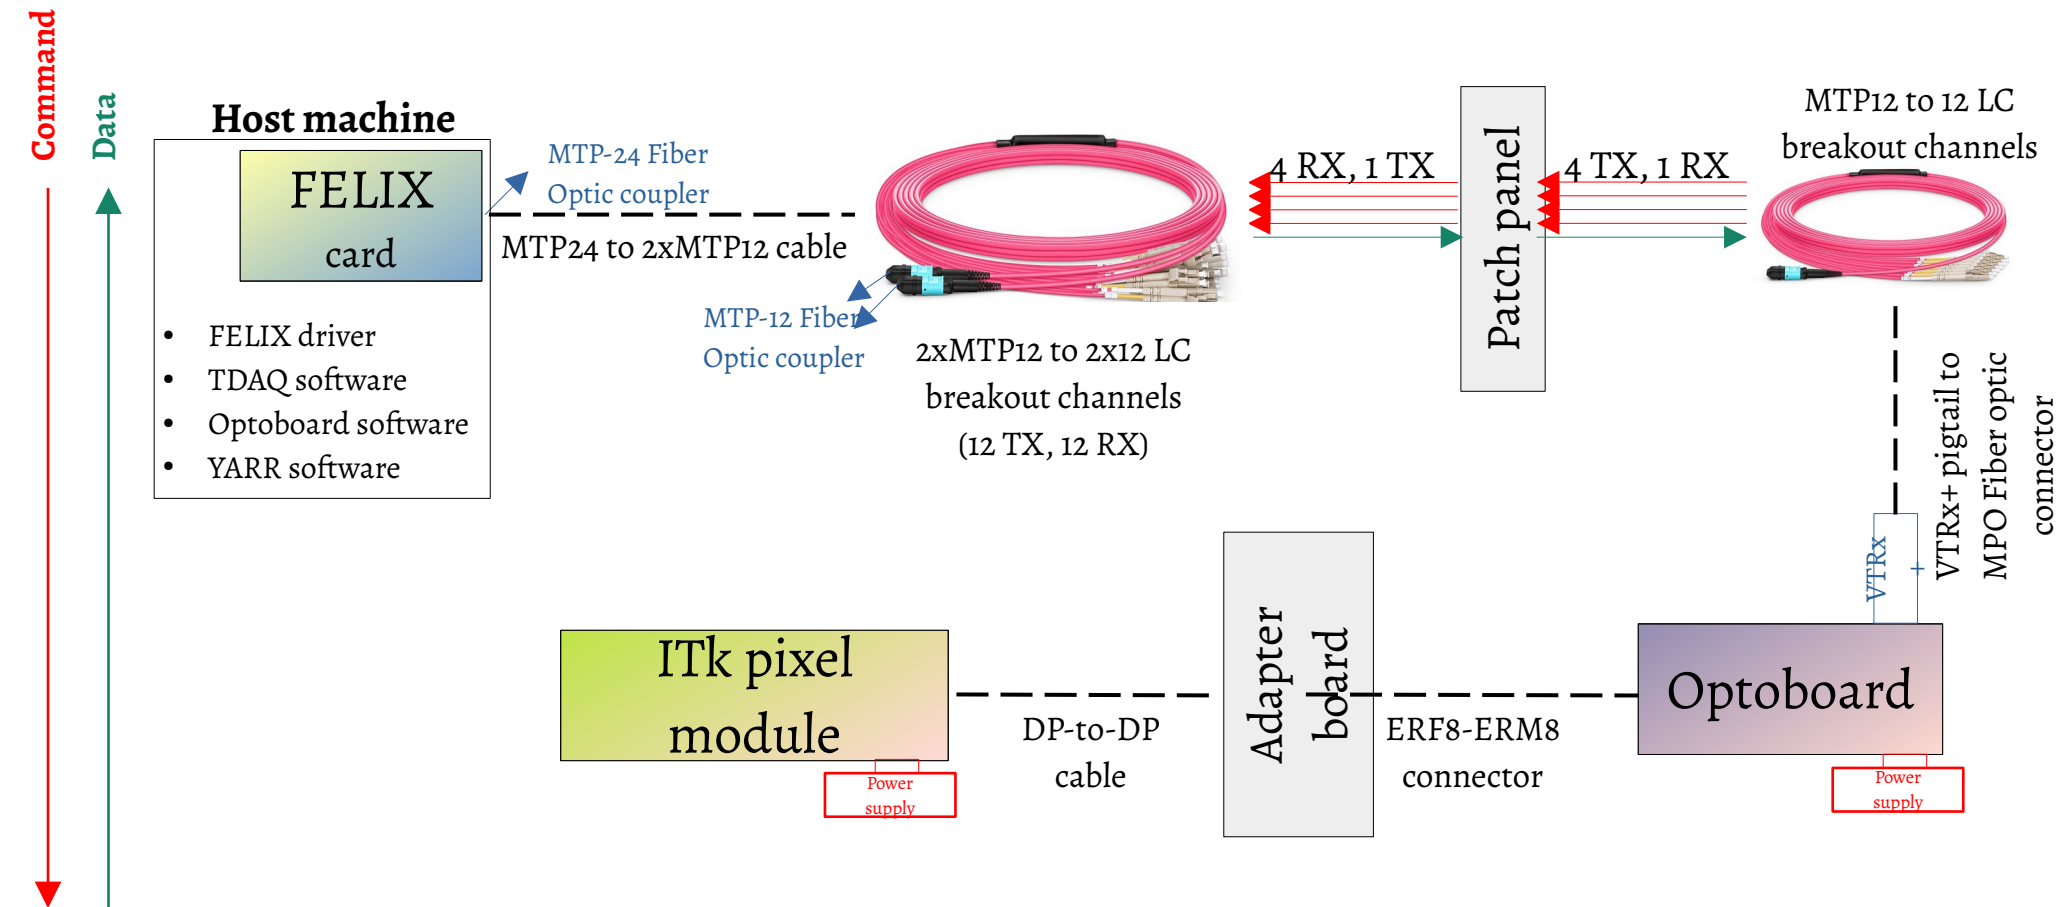 Command
Data
Host machine
FELIX
card
• FELIX driver
• TDAQ software
• Optoboard software
• YARR software
MTP-24 Fiber
Optic coupler
MTP24 to 2xMTP12 cable
MTP-12 Fiber
Optic coupler
2xMTP12 to 2x12 LC
breakout channels
(12 TX, 12 RX)
4 RX, 1 TX
Patch panel
4 TX, 1 RX
MTP12 to 12 LC
breakout channels
VTRx+ pigtail to
MPO Fiber optic
connector
VTRx
+
Optoboard
Power
supply
ERF8-ERM8
connector
Adapter
board
DP-to-DP
cable
ITk pixel
module
Power
supply